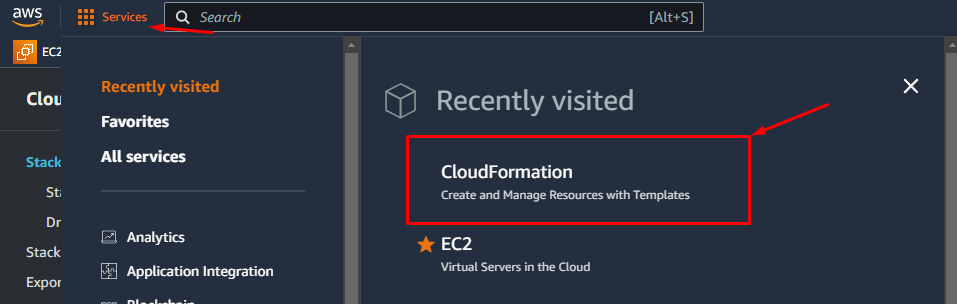 aws
Services
Search
[Alt+S]
EC2
Clou
Stack
Sta
Dr
Stack
Expor
Recently visited
Favorites
All services
Analytics
Application Integration
Blockchain
Recently visited
CloudFormation
Create and Manage Resources with Templates
EC2
Virtual Servers in the Cloud